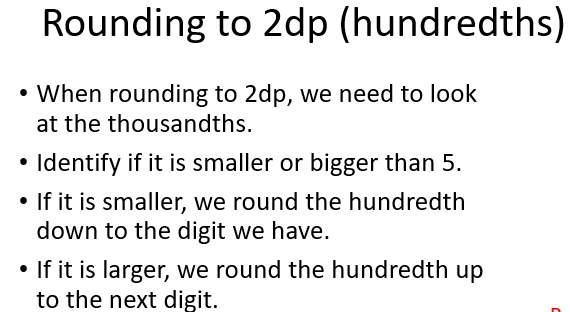 Rounding to 2dp (hundredths)
• When rounding to 2dp, we need to look
at the thousandths.
• Identify if it is smaller or bigger than 5.
• If it is smaller, we round the hundredth
down to the digit we have.
• If it is larger, we round the hundredth up
to the next digit.